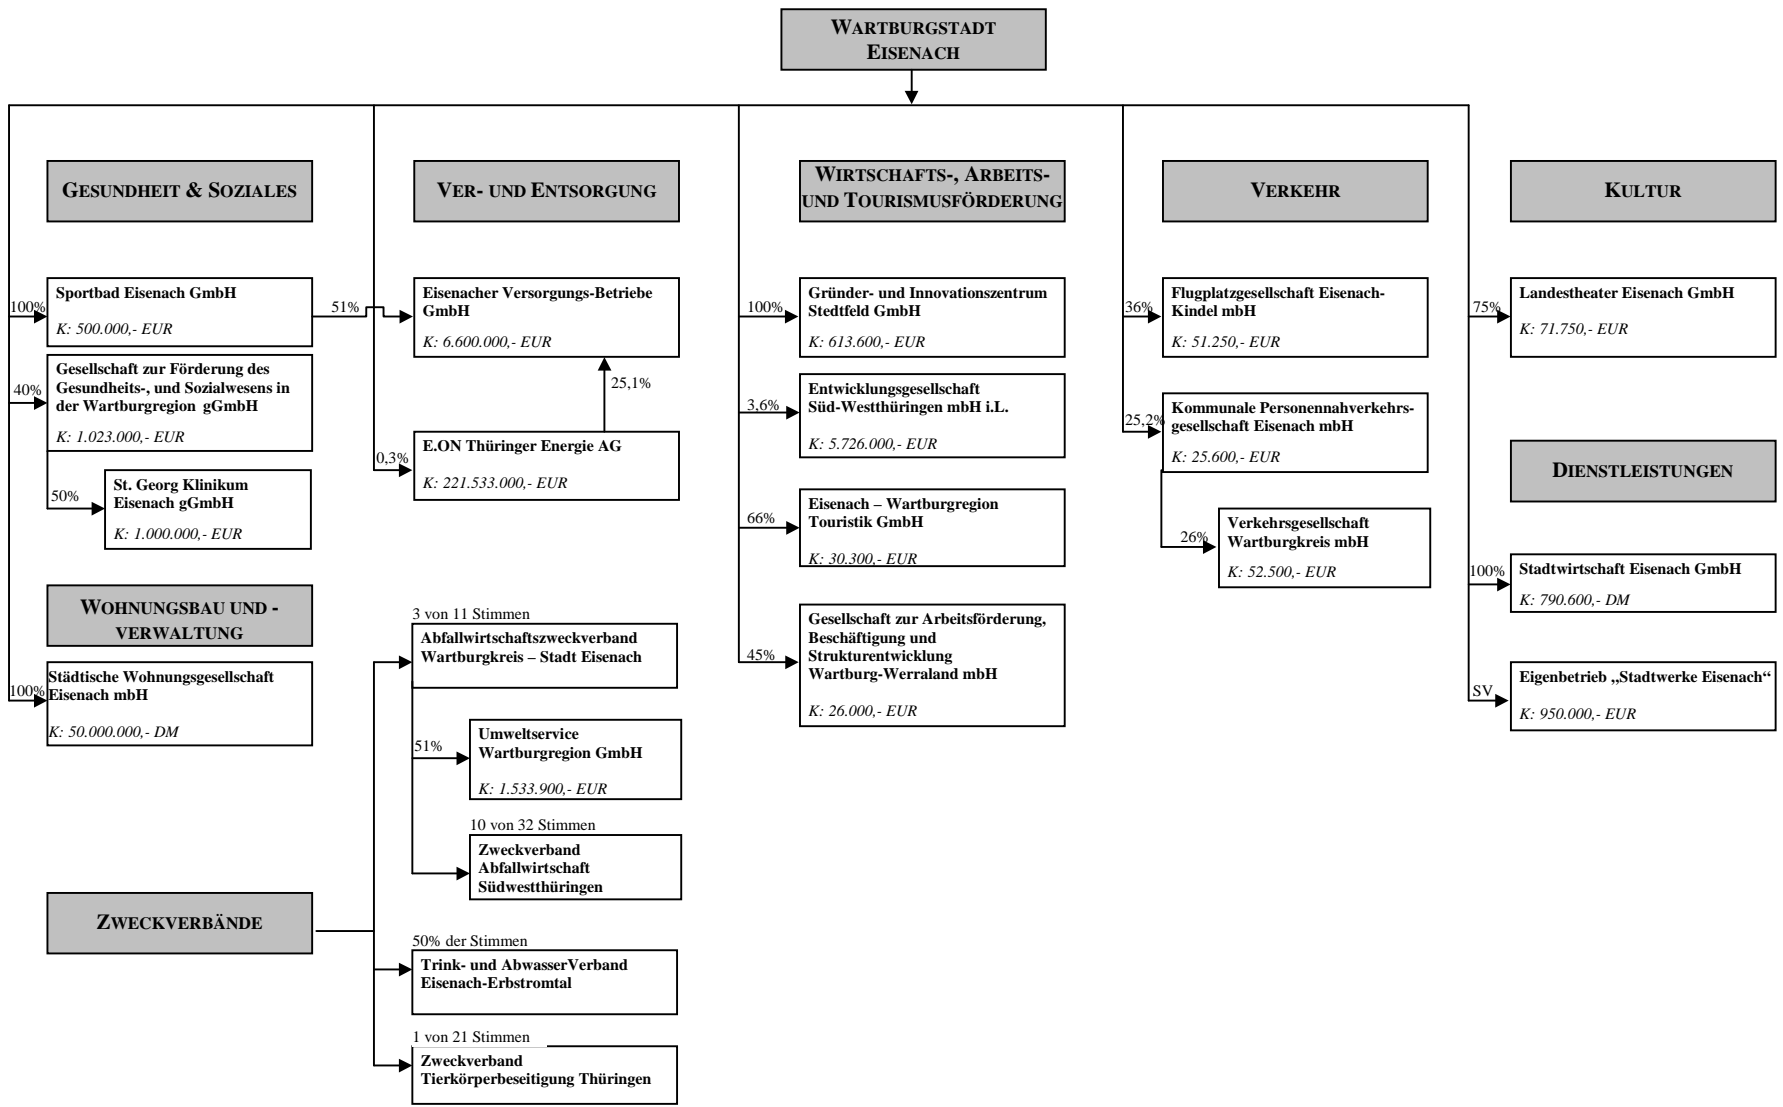 WARTBURGSTADT
EISENACH
GESUNDHEIT & SOZIALES
100%
Sportbad Eisenach GmbH
K: 500.000,- EUR
40%
Gesellschaft zur Förderung des
Gesundheits-, und Sozialwesens in
der Wartburgregion gGmbH
K: 1.023.000,- EUR
50%
St. Georg Klinikum
Eisenach gGmbH
K: 1.000.000,- EUR
WOHNUNGSBAU UND -
VERWALTUNG
100%
Städtische Wohnungsgesellschaft
Eisenach mbH
K: 50.000.000,- DM
VER- UND ENTSORGUNG
51%
Eisenacher Versorgungs-Betriebe
GmbH
K: 6.600.000,- EUR
25,1%
0,3%
E.ON Thüringer Energie AG
K: 221.533.000,- EUR
ZWECKVERBÄNDE
3 von 11 Stimmen
Abfallwirtschaftszweckverband
Wartburgkreis – Stadt Eisenach
51%
Umweltservice
Wartburgregion GmbH
K: 1.533.900,- EUR
10 von 32 Stimmen
Zweckverband
Abfallwirtschaft
Südwestthüringen
50% der Stimmen
Trink- und AbwasserVerband
Eisenach-Erbstromtal
1 von 21 Stimmen
Zweckverband
Tierkörperbeseitigung Thüringen
WIRTSCHAFTS-, ARBEITS-
UND TOURISMUSFÖRDERUNG
100%
Gründer- und Innovationszentrum
Stedtfeld GmbH
K: 613.600,- EUR
3,6%
Entwicklungsgesellschaft
Süd-Westthüringen mbH i.L.
K: 5.726.000,- EUR
66%
Eisenach – Wartburgregion
Touristik GmbH
K: 30.300,- EUR
45%
Gesellschaft zur Arbeitsförderung,
Beschäftigung und
Strukturentwicklung
Wartburg-Werraland mbH
K: 26.000,- EUR
VERKEHR
36%
Flugplatzgesellschaft Eisenach-
Kindel mbH
K: 51.250,- EUR
25,2%
Kommunale Personennahverkehrs-
gesellschaft Eisenach mbH
K: 25.600,- EUR
26%
Verkehrsgesellschaft
Wartburgkreis mbH
K: 52.500,- EUR
KULTUR
75%
Landestheater Eisenach GmbH
K: 71.750,- EUR
DIENSTLEISTUNGEN
100%
Stadtwirtschaft Eisenach GmbH
K: 790.600,- DM
SV
Eigenbetrieb „Stadtwerke Eisenach“
K: 950.000,- EUR